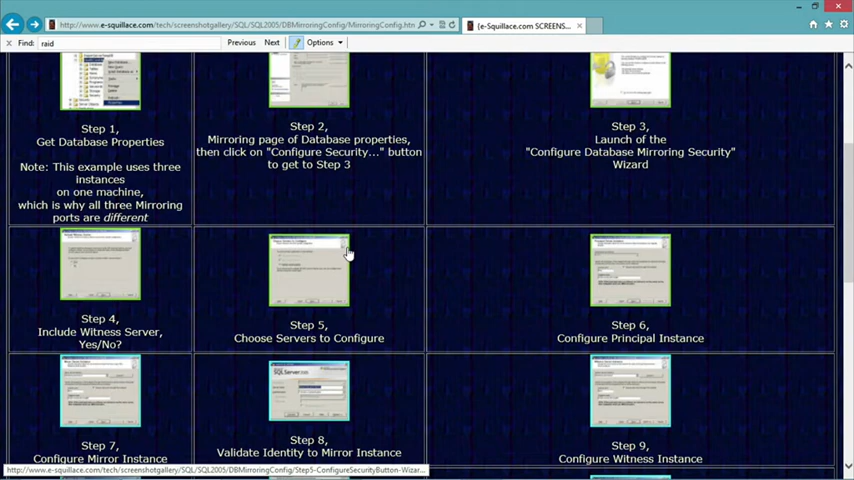 http://www.e-squillace.com/tech/screenshotgallery/SQL/SQL2005/DBMirroringConfig/MirroringConfig.htm
{e-Squillace.com SCREENS...
Find: raid
Previous Next Options
Step 1,
Get Database Properties
Note: This example uses three
instances
on one machine,
which is why all three Mirroring
ports are different
Step 2,
Mirroring page of Database properties,
then click on "Configure Security..." button
to get to Step 3
Step 3,
Launch of the
"Configure Database Mirroring Security"
Wizard
Step 4,
Include Witness Server,
Yes/No?
Step 5,
Choose Servers to Configure
Step 6,
Configure Principal Instance
Step 7,
Configure Mirror Instance
SQL Server
Step 8,
Validate Identity to Mirror Instance
Step 9,
Configure Witness Instance
http://www.e-squillace.com/tech/screenshotgallery/SQL/SQL2005/DBMirroringConfig/Step5-ConfigureSecurityButton-Wizar...